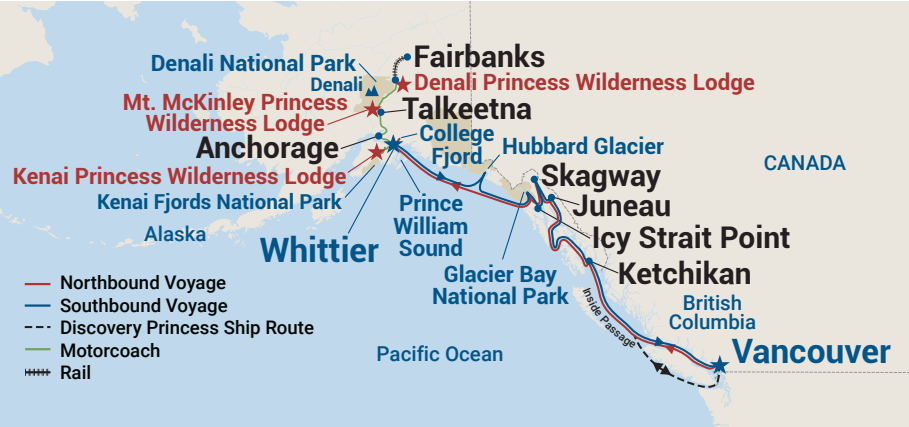 Fairbanks
Denali National Park
Denali
Denali Princess Wilderness Lodge
Mt. McKinley Princess
Wilderness Lodge
Talkeetna
Anchorage
College
Fjord
Hubbard Glacier
CANADA
Kenai Princess Wilderness Lodge
Skagway
Kenai Fjords National Park
Prince
William
Sound
Juneau
Alaska
Whittier
Icy Strait Point
Glacier Bay
National Park
Ketchikan
Northbound Voyage
Southbound Voyage
Discovery Princess Ship Route
Motorcoach
Rail
Inside Passage
British
Columbia
Pacific Ocean
Vancouver